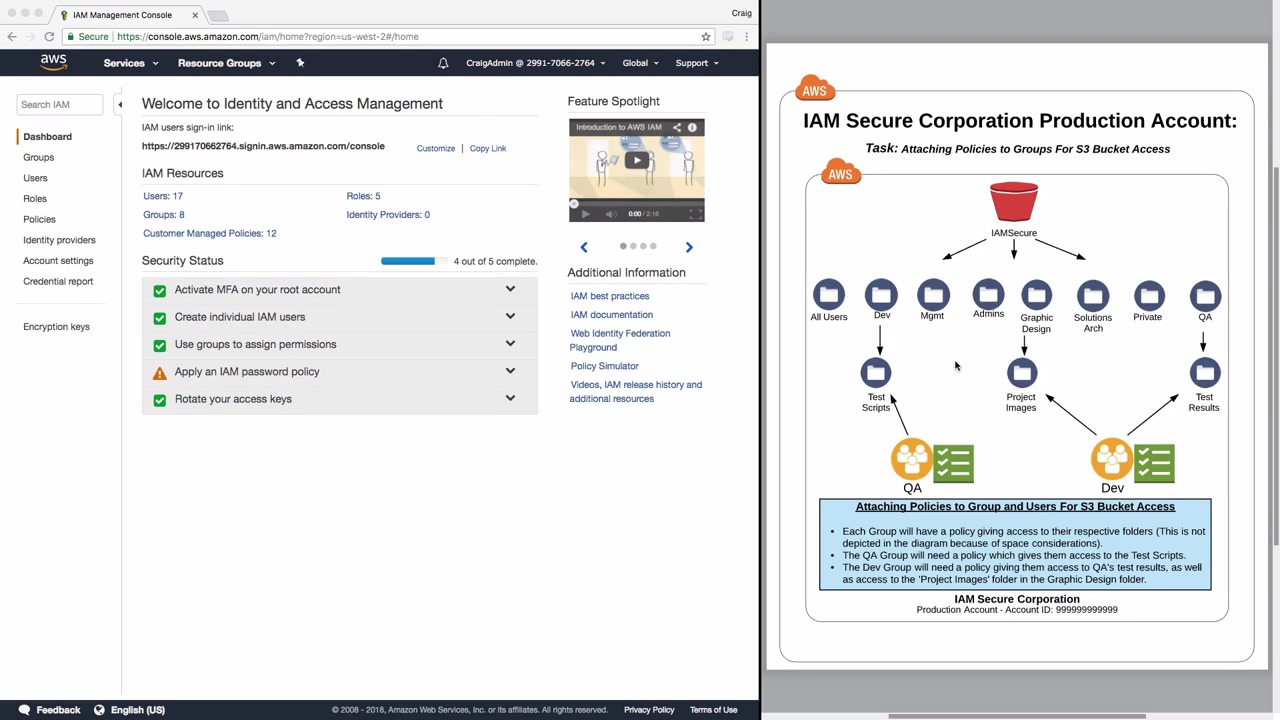 IAM Management Console
Craig
Secure https://console.aws.amazon.com/iam/home?region=us-west-2#/home
aws
Services
Resource Groups
CraigAdmin @ 2991-7066-2764
Global
Support
Search IAM
Dashboard
Groups
Users
Roles
Policies
Identity providers
Account settings
Credential report
Encryption keys
Welcome to Identity and Access Management
IAM users sign-in link:
https://299170662764.signin.aws.amazon.com/console
Customize | Copy Link
IAM Resources
Users: 17
Roles: 5
Groups: 8
Identity Providers: 0
Customer Managed Policies: 12
Security Status
4 out of 5 complete.
Activate MFA on your root account
Create individual IAM users
Use groups to assign permissions
Apply an IAM password policy
Rotate your access keys
Feature Spotlight
Introduction to AWS IAM
0:00 / 2:16
Additional Information
IAM best practices
IAM documentation
Web Identity Federation
Playground
Policy Simulator
Videos, IAM release history and
additional resources
Feedback
English (US)
© 2008 - 2018, Amazon Web Services, Inc. or its affiliates. All rights reserved.
Privacy Policy
Terms of Use
AWS
IAM Secure Corporation Production Account:
Task: Attaching Policies to Groups For S3 Bucket Access
AWS
IAMSecure
All Users
Dev
Mgmt
Admins
Graphic
Design
Solutions
Arch
Private
QA
Test
Scripts
Project
Images
Test
Results
QA
Dev
Attaching Policies to Group and Users For S3 Bucket Access
• Each Group will have a policy giving access to their respective folders (This is not
depicted in the diagram because of space considerations).
• The QA Group will need a policy which gives them access to the Test Scripts.
• The Dev Group will need a policy giving them access to QA's test results, as well
as access to the 'Project Images' folder in the Graphic Design folder.
IAM Secure Corporation
Production Account - Account ID: 999999999999